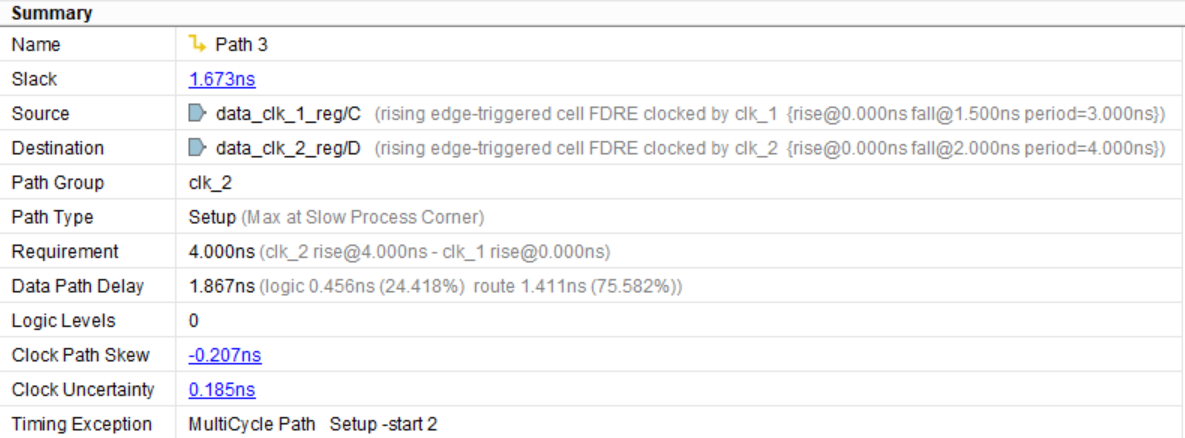 Summary
Name Path 3
Slack 1.673ns
Source data_clk_1_reg/C (rising edge-triggered cell FDRE clocked by clk_1 {rise@0.000ns fall@1.500ns period=3.000ns})
Destination data_clk_2_reg/D (rising edge-triggered cell FDRE clocked by clk_2 {rise@0.000ns fall@2.000ns period=4.000ns})
Path Group clk_2
Path Type Setup (Max at Slow Process Corner)
Requirement 4.000ns (clk_2 rise@4.000ns - clk_1 rise@0.000ns)
Data Path Delay 1.867ns (logic 0.456ns (24.418%) route 1.411ns (75.582%))
Logic Levels 0
Clock Path Skew -0.207ns
Clock Uncertainty 0.185ns
Timing Exception MultiCycle Path Setup -start 2